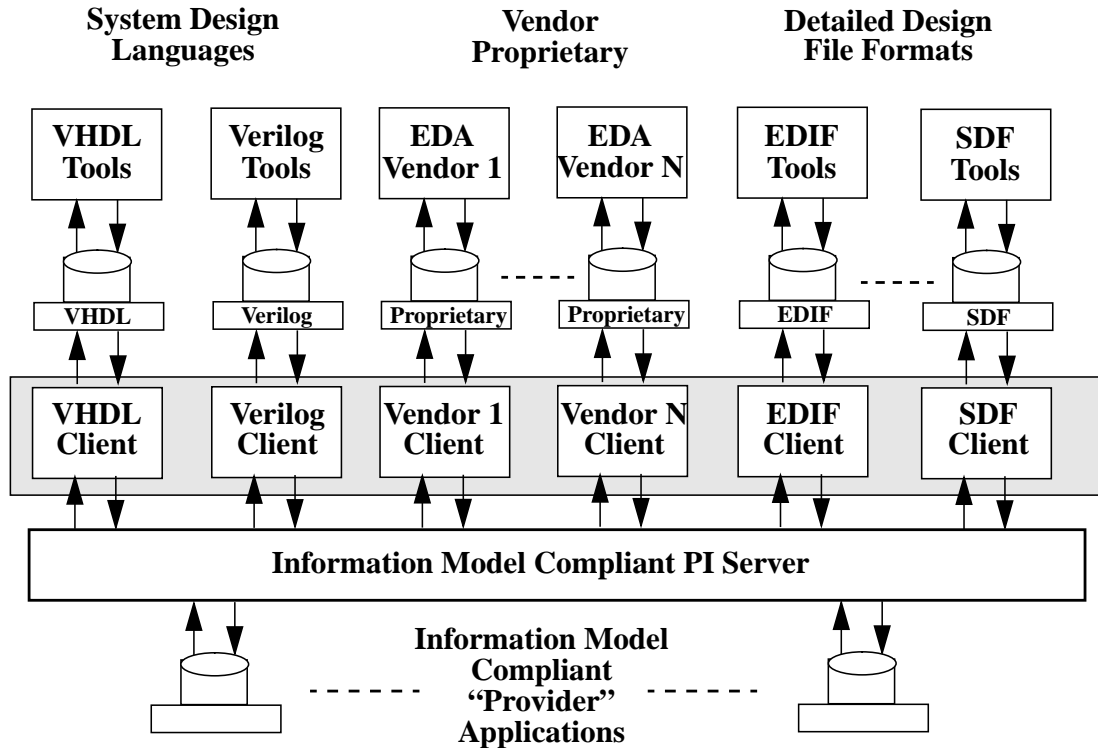 System Design
Languages
Vendor
Proprietary
Detailed Design
File Formats
VHDL
Tools
Verilog
Tools
EDA
Vendor 1
EDA
Vendor N
EDIF
Tools
SDF
Tools
VHDL
Verilog
Proprietary
Proprietary
EDIF
SDF
VHDL
Client
Verilog
Client
Vendor 1
Client
Vendor N
Client
EDIF
Client
SDF
Client
Information Model Compliant PI Server
Information Model
Compliant
“Provider”
Applications